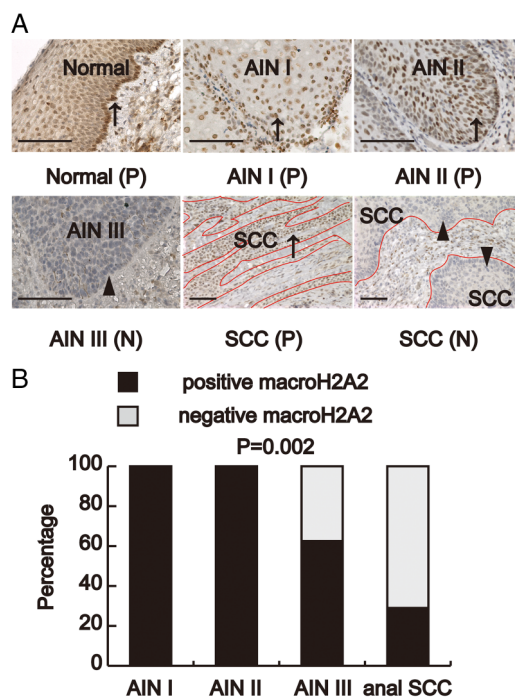 A
Normal
AIN I
AIN II
Normal (P)
AIN I (P)
AIN II (P)
AIN III
SCC
SCC
SCC
AIN III (N)
SCC (P)
SCC (N)
B
positive macroH2A2
negative macroH2A2
P=0.002
100
80
60
40
20
0
Percentage
AIN I
AIN II
AIN III
anal SCC